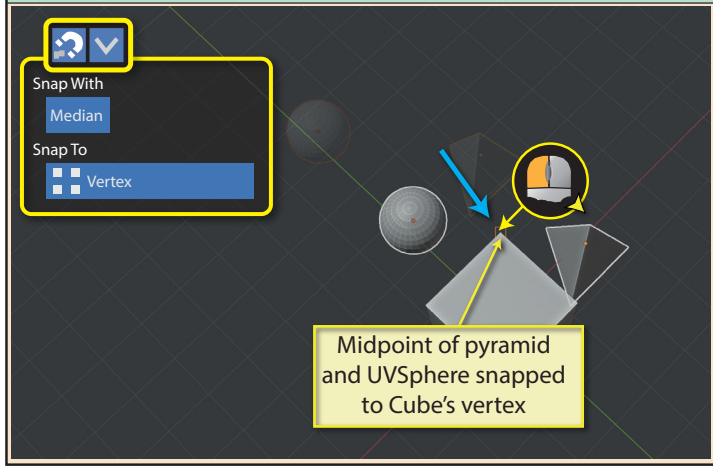 Snap With
Median
Snap To
Vertex
Midpoint of pyramid
and UVSphere snapped
to Cube's vertex